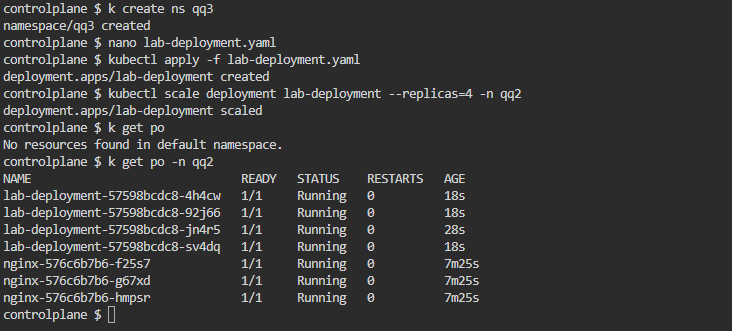 controlplane $ k create ns qq3
namespace/qq3 created
controlplane $ nano lab-deployment.yaml
controlplane $ kubectl apply -f lab-deployment.yaml
deployment.apps/lab-deployment created
controlplane $ kubectl scale deployment lab-deployment --replicas=4 -n qq2
deployment.apps/lab-deployment scaled
controlplane $ k get po
No resources found in default namespace.
controlplane $ k get po -n qq2
NAME READY STATUS RESTARTS AGE
lab-deployment-57598bcdc8-4h4cw 1/1 Running 0 18s
lab-deployment-57598bcdc8-92j66 1/1 Running 0 18s
lab-deployment-57598bcdc8-jn4r5 1/1 Running 0 28s
lab-deployment-57598bcdc8-sv4dq 1/1 Running 0 18s
nginx-576c6b7b6-f25s7 1/1 Running 0 7m25s
nginx-576c6b7b6-g67xd 1/1 Running 0 7m25s
nginx-576c6b7b6-hmpsr 1/1 Running 0 7m25s
controlplane $